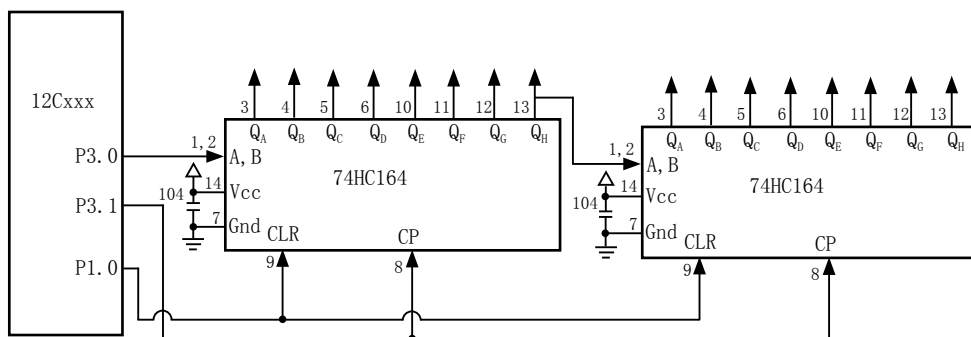 12Cxxx
P3.0
P3.1
P1.0
3 4 5 6 10 11 12 13
QA QB QC QD QE QF QG QH
1,2
A,B
74HC164
104
14
Vcc
7
Gnd
CLR
CP
9
8
3 4 5 6 10 11 12 13
QA QB QC QD QE QF QG QH
1,2
A,B
74HC164
104
14
Vcc
7
Gnd
CLR
CP
9
8